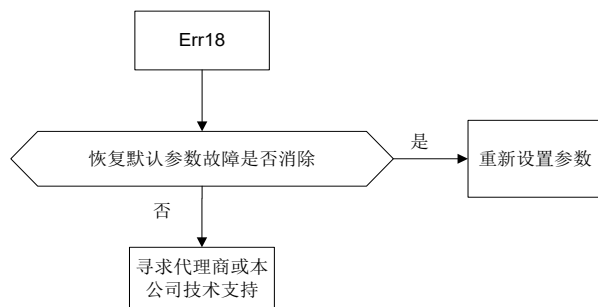 Err18
恢复默认参数故障是否消除
是
重新设置参数
否
寻求代理商或本
公司技术支持